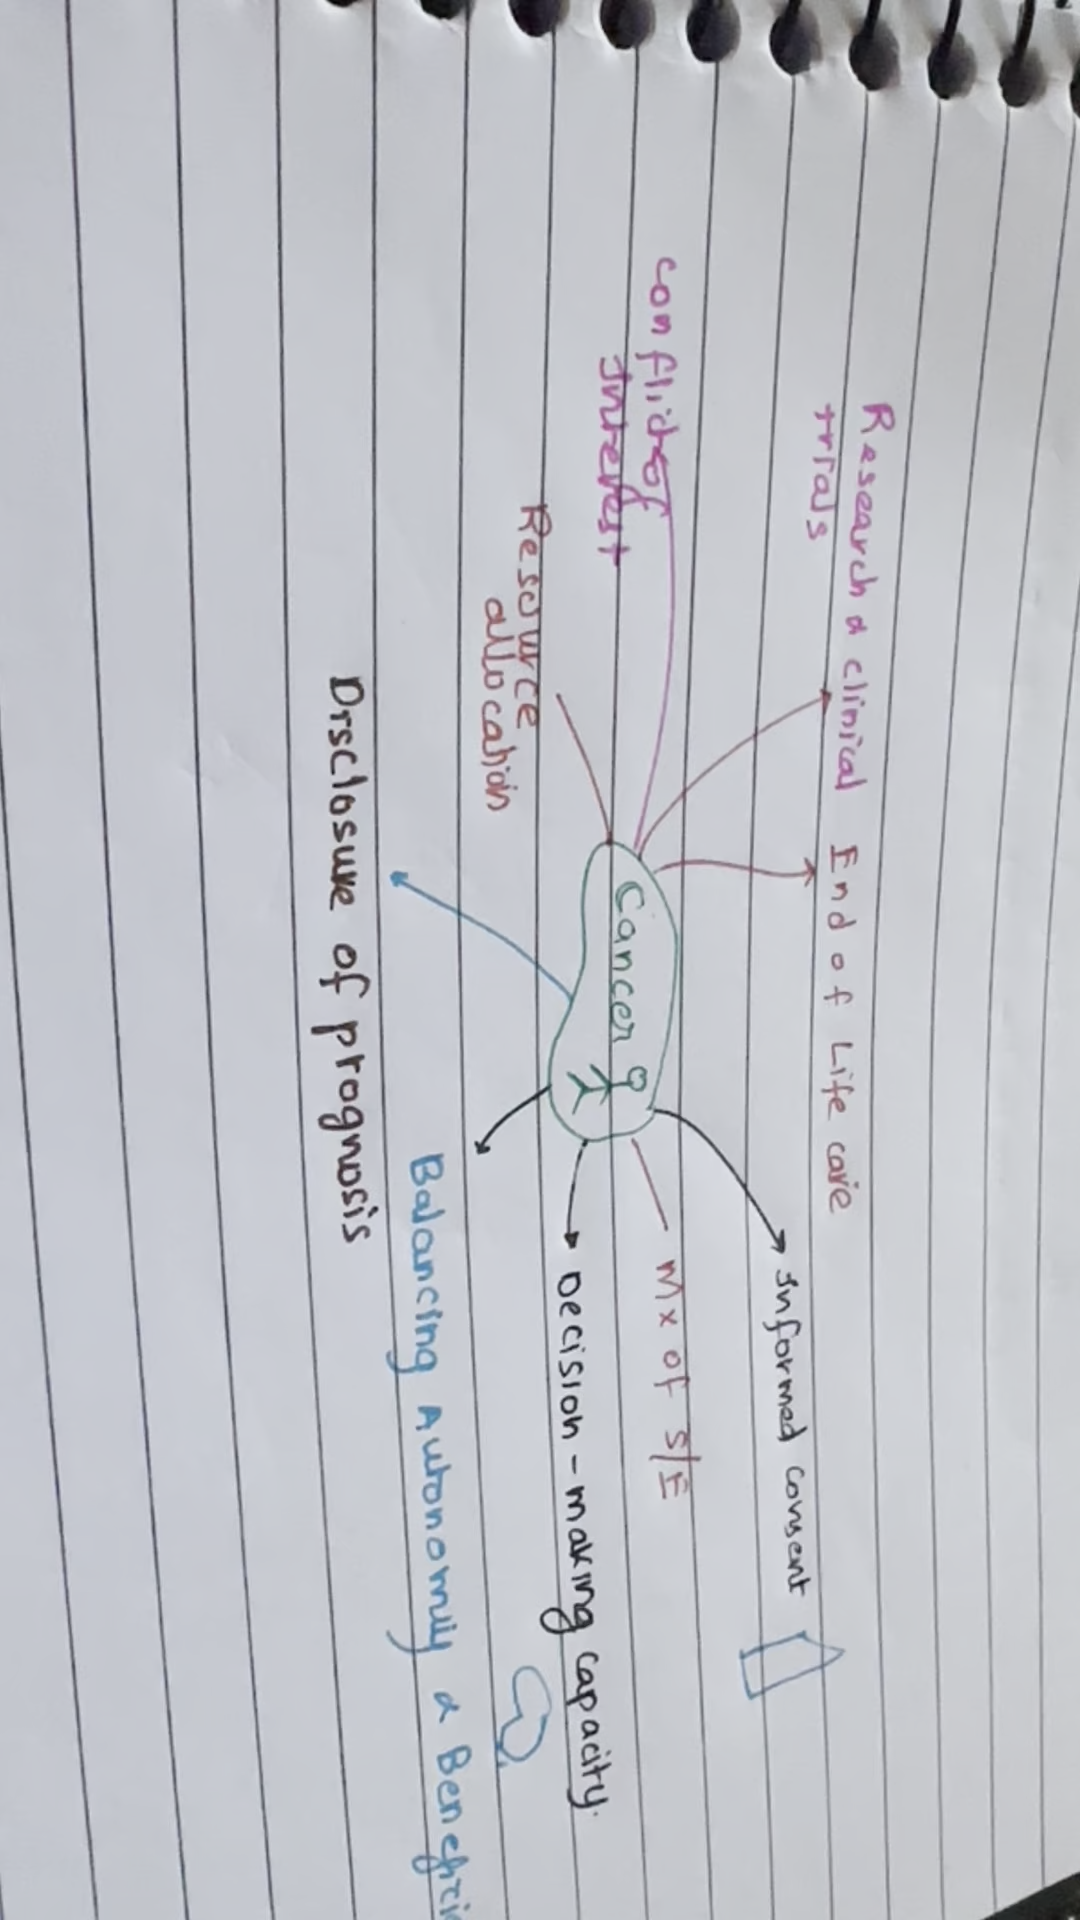 Research & clinical
trials
End of Life care
conflict of
Interest
Informed consent
Mx of S/E
Cancer
Resource
allocation
Decision-making capacity.
Balancing Autonomy &
Disclosure of prognosis